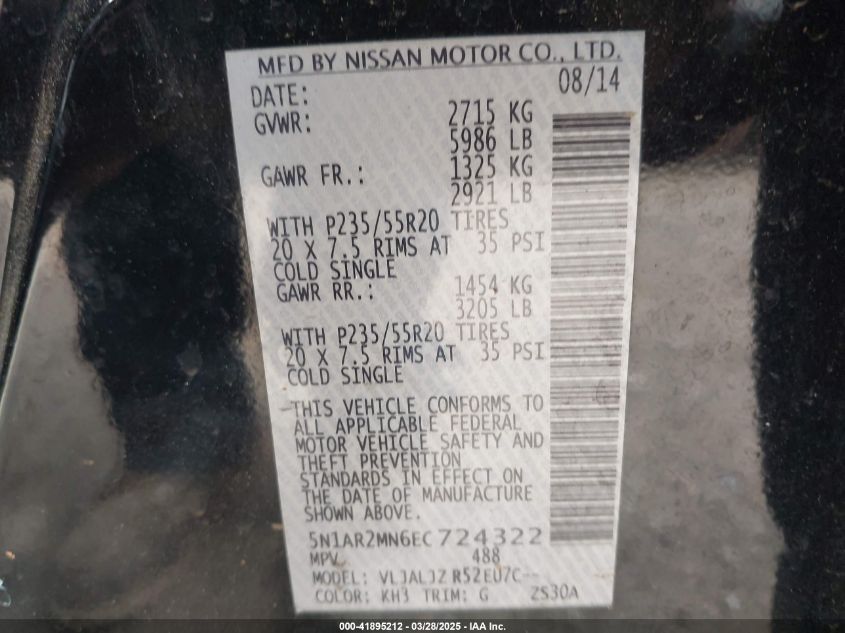 MFD BY NISSAN MOTOR CO., LTD.
DATE: 08/14
GVWR: 2715 KG
5986 LB
GAWR FR.: 1325 KG
2921 LB
WITH P235/55R20 TIRES
20 X 7.5 RIMS AT 35 PSI
COLD SINGLE
GAWR RR.: 1454 KG
3205 LB
WITH P235/55R20 TIRES
20 X 7.5 RIMS AT 35 PSI
COLD SINGLE
THIS VEHICLE CONFORMS TO
ALL APPLICABLE FEDERAL
MOTOR VEHICLE SAFETY AND
THEFT PREVENTION
STANDARDS IN EFFECT ON
THE DATE OF MANUFACTURE
SHOWN ABOVE.
5N1AR2MN6EC724322
MPV 488
MODEL: VLJALJZ R52EU7C--
COLOR: KH3 TRIM: G ZS30A
000-41895212 — 03/28/2025 — IAA Inc.